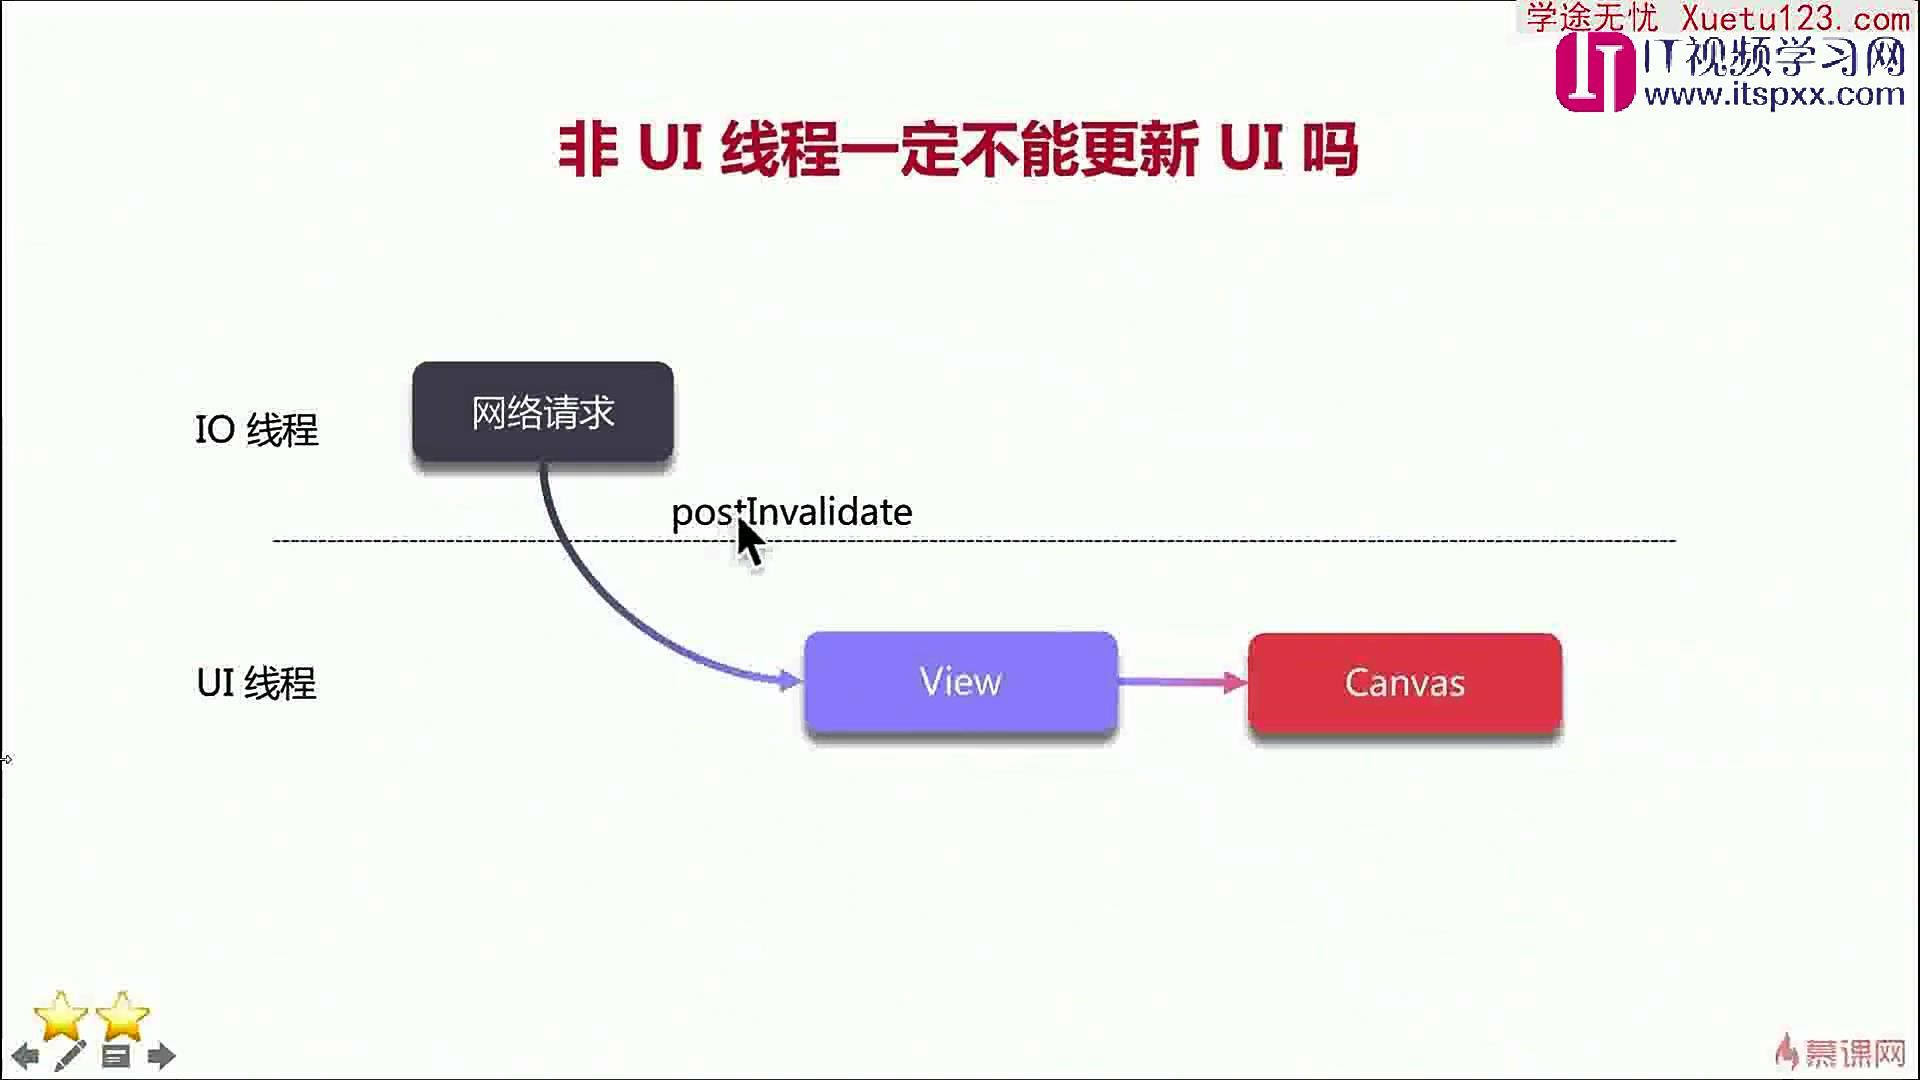 学途无忧 Xuetu123.com
IT视频学习网
www.itspxx.com
非 UI 线程一定不能更新 UI 吗
网络请求
IO 线程
postInvalidate
UI 线程
View
Canvas
慕课网